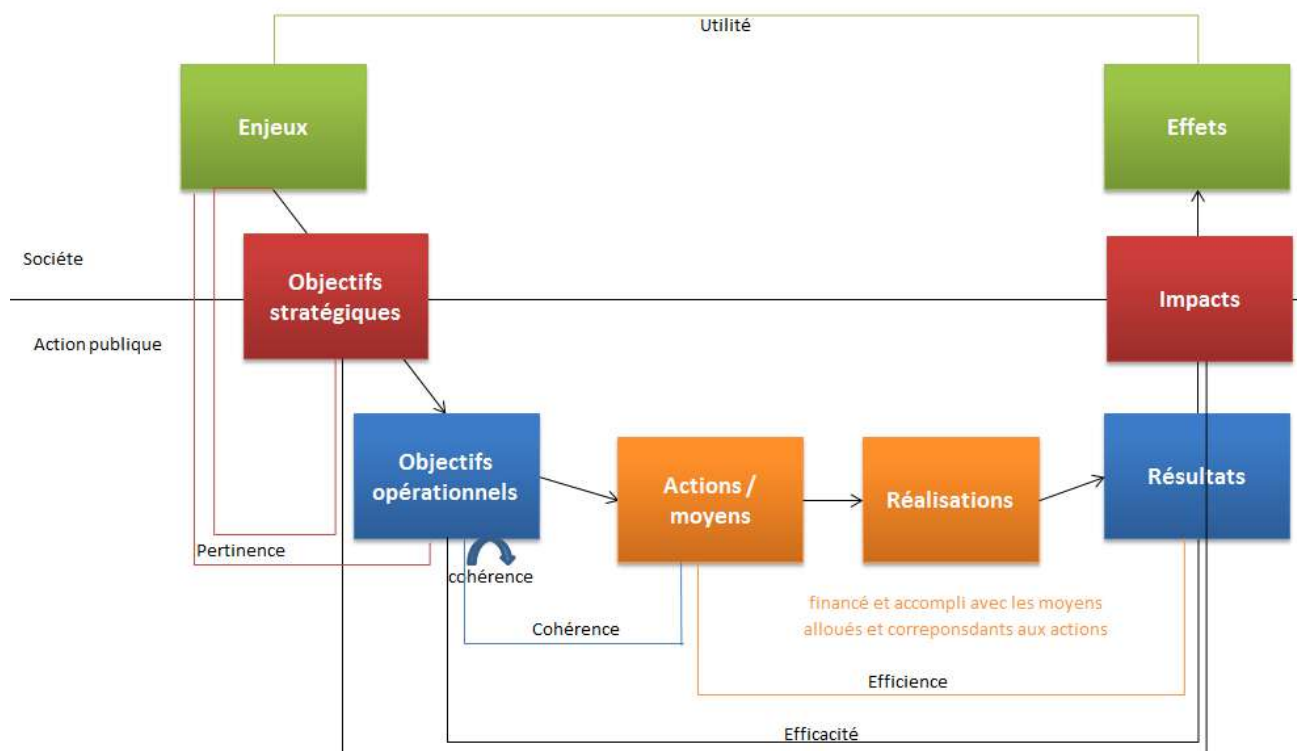 Utilité
Enjeux
Effets
Sociéte
Objectifs
stratégiques
Impacts
Action publique
Objectifs
opérationnels
Actions /
moyens
Réalisations
Résultats
Pertinence
cohérence
financé et accompli avec les moyens
alloués et correponsdants aux actions
Cohérence
Efficience
Efficacité